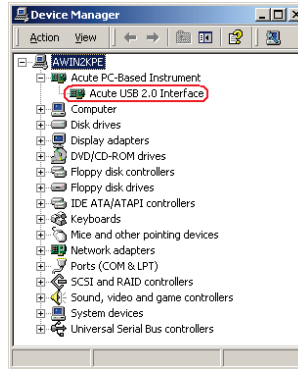 Device Manager
Action View
AWIN2KPE
Acute PC-Based Instrument
Acute USB 2.0 Interface
Computer
Disk drives
Display adapters
DVD/CD-ROM drives
Floppy disk controllers
Floppy disk drives
IDE ATA/ATAPI controllers
Keyboards
Mice and other pointing devices
Network adapters
Ports (COM & LPT)
SCSI and RAID controllers
Sound, video and game controllers
System devices
Universal Serial Bus controllers